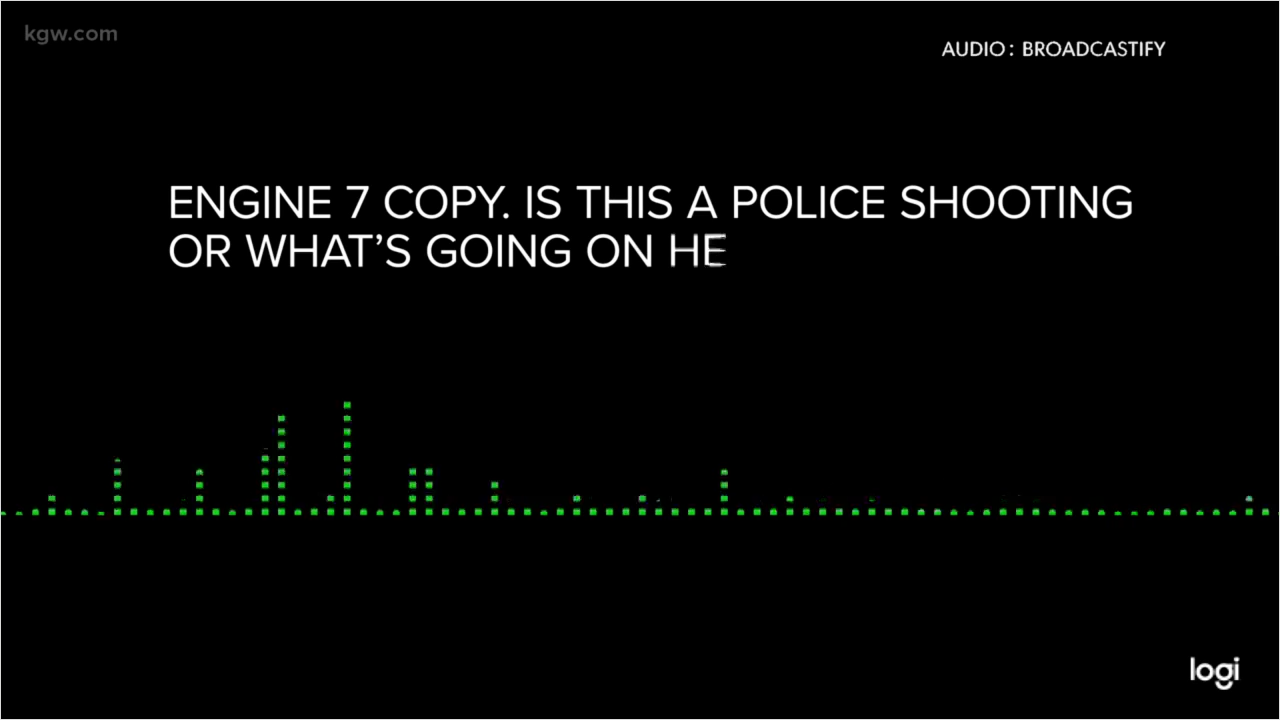 kgw.com
AUDIO: BROADCASTIFY
ENGINE 7 COPY. IS THIS A POLICE SHOOTING
OR WHAT'S GOING ON HE
logi